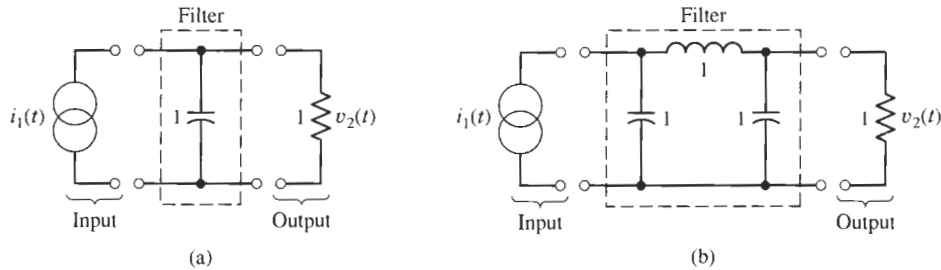 Filter
i₁(t)
1
1
v₂(t)
Input
Output
(a)
Filter
1
i₁(t)
1
1
1
v₂(t)
Input
Output
(b)